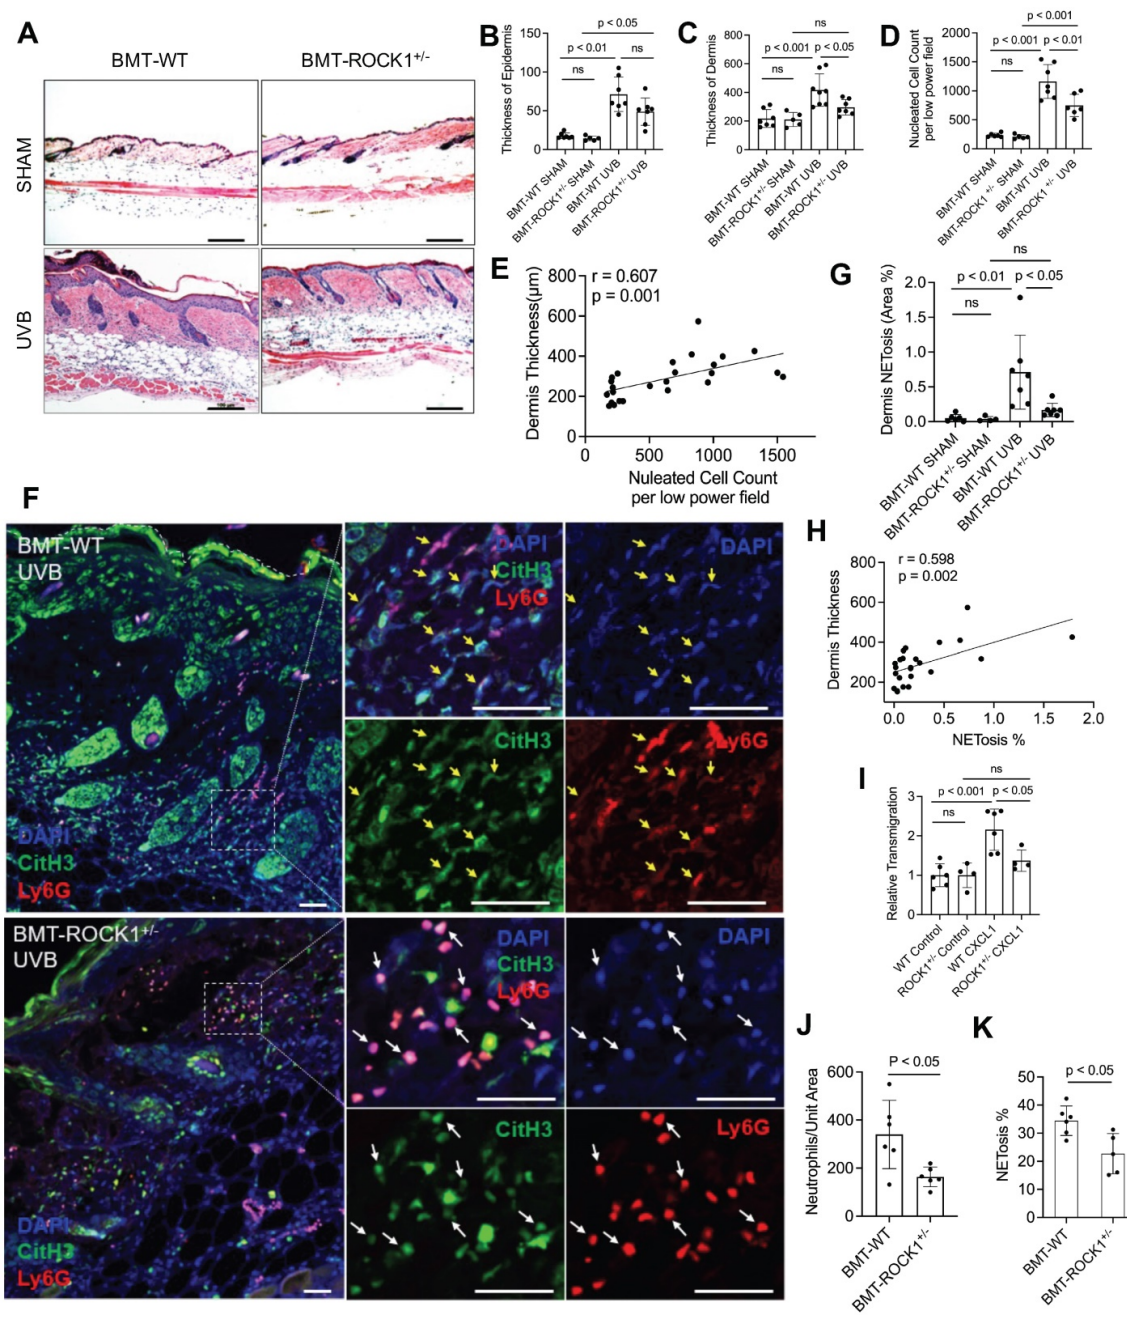 A
BMT-WT
BMT-ROCK1+/-
SHAM
UVB
B
p < 0.05
p < 0.01
ns
ns
Thickness of Epidermis
150
100
50
0
BMT-WT SHAM
BMT-ROCK1+/- SHAM
BMT-WT UVB
BMT-ROCK1+/- UVB
C
ns
p < 0.001
p < 0.05
ns
Thickness of Dermis
800
600
400
200
0
BMT-WT SHAM
BMT-ROCK1+/- SHAM
BMT-WT UVB
BMT-ROCK1+/- UVB
D
p < 0.001
p < 0.001
p < 0.01
ns
Nucleated Cell Count
per low power field
2000
1500
1000
500
0
BMT-WT SHAM
BMT-ROCK1 +/- SHAM
BMT-WT UVB
BMT-ROCK1 +/- UVB
E
r = 0.607
p = 0.001
Dermis Thickness(µm)
800
600
400
200
0
0
500
1000
1500
Nuleated Cell Count
per low power field
G
ns
p < 0.01
p < 0.05
ns
Dermis NETosis (Area %)
2.0
1.5
1.0
0.5
0.0
BMT-WT SHAM
BMT-ROCK1+/- SHAM
BMT-WT UVB
BMT-ROCK1+/- UVB
F
BMT-WT
UVB
DAPI
CitH3
Ly6G
DAPI
CitH3
Ly6G
DAPI
CitH3
Ly6G
BMT-ROCK1+/-
UVB
DAPI
CitH3
Ly6G
DAPI
CitH3
Ly6G
DAPI
CitH3
Ly6G
H
r = 0.598
p = 0.002
Dermis Thickness
800
600
400
200
0.0
0.5
1.0
1.5
2.0
NETosis %
I
ns
p < 0.001
p < 0.05
ns
Relative Transmigration
3
2
1
0
WT Control
ROCK1+/- Control
WT CXCL1
ROCK1+/- CXCL1
J
P < 0.05
Neutrophils/Unit Area
600
400
200
0
BMT-WT
BMT-ROCK1+/-
K
p < 0.05
NETosis %
50
40
30
20
10
0
BMT-WT
BMT-ROCK1+/-